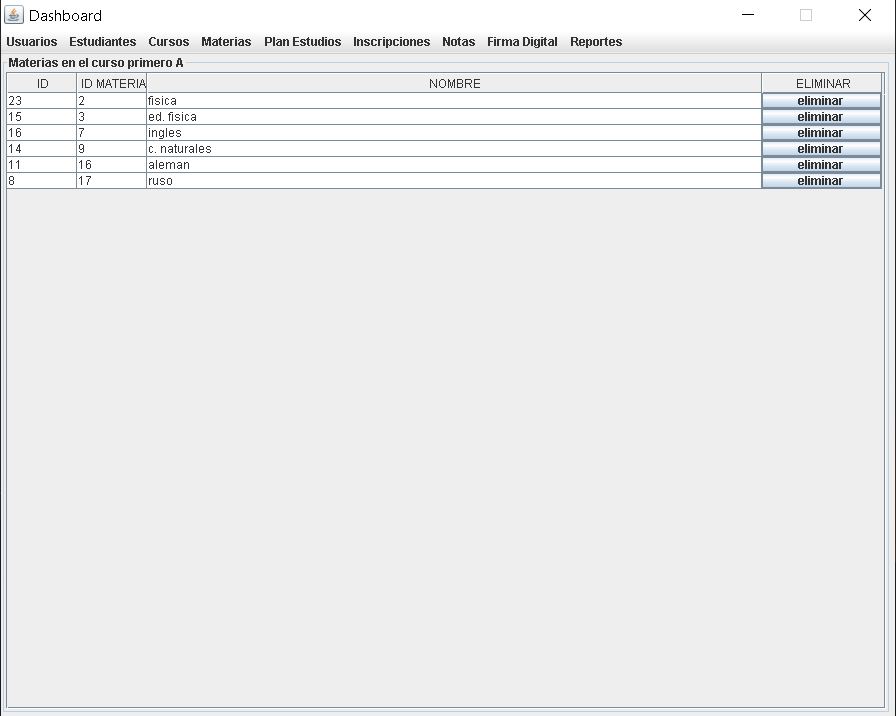 Dashboard
Usuarios Estudiantes Cursos Materias Plan Estudios Inscripciones Notas Firma Digital Reportes
Materias en el curso primero A
ID ID MATERIA NOMBRE ELIMINAR
23 2 fisica eliminar
15 3 ed. fisica eliminar
16 7 ingles eliminar
14 9 c. naturales eliminar
11 16 aleman eliminar
8 17 ruso eliminar